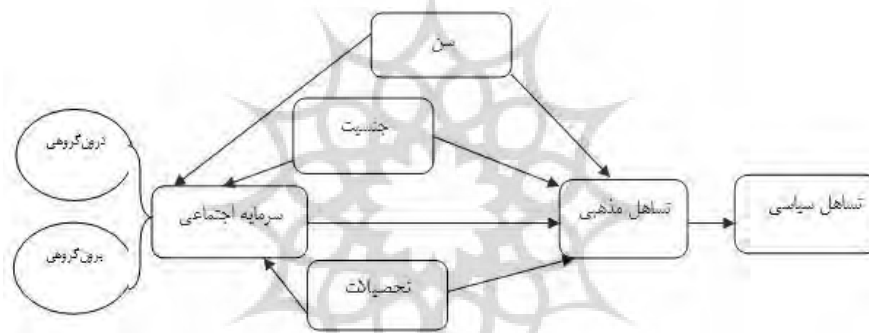 سن
جنسیت
درون‌گروهی
سرمایه اجتماعی
تساهل مذهبی
تساهل سیاسی
برون‌گروهی
تحصیلات